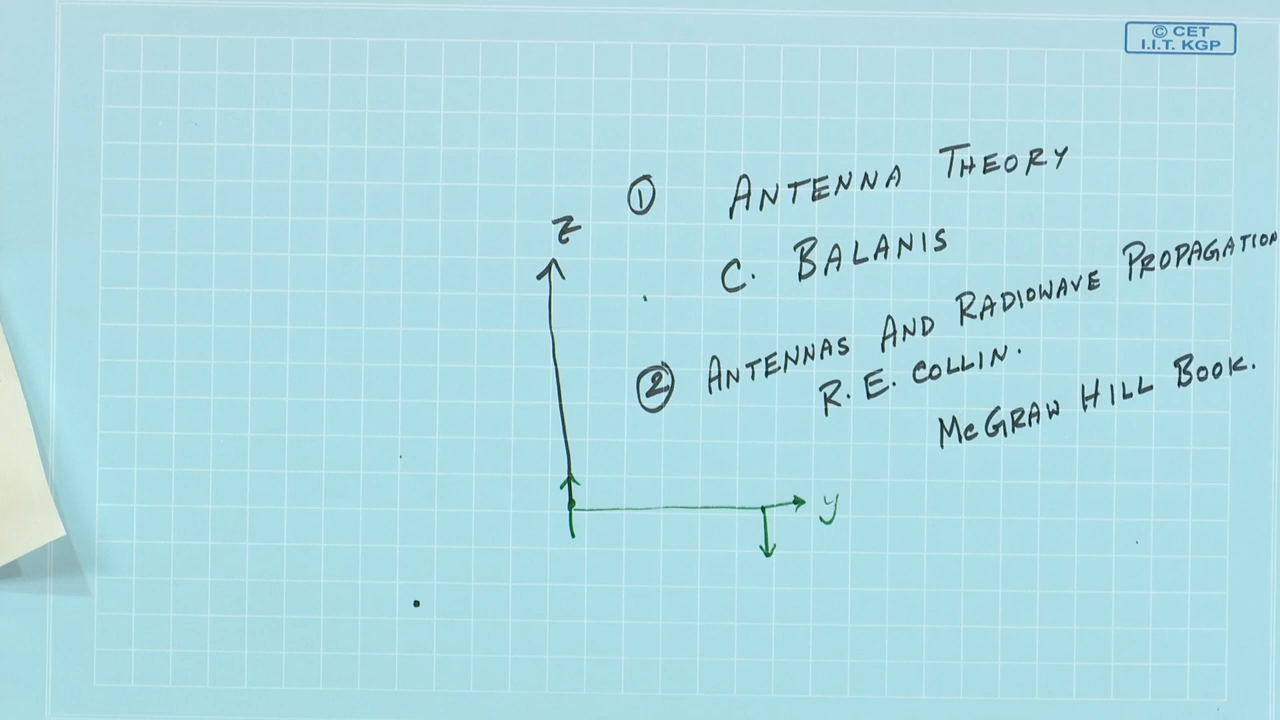 © CET
I.I.T. KGP
① ANTENNA THEORY
C. BALANIS
② ANTENNAS AND RADIOWAVE PROPAGATION
R. E. COLLIN.
McGRAW HILL BOOK.
z
y